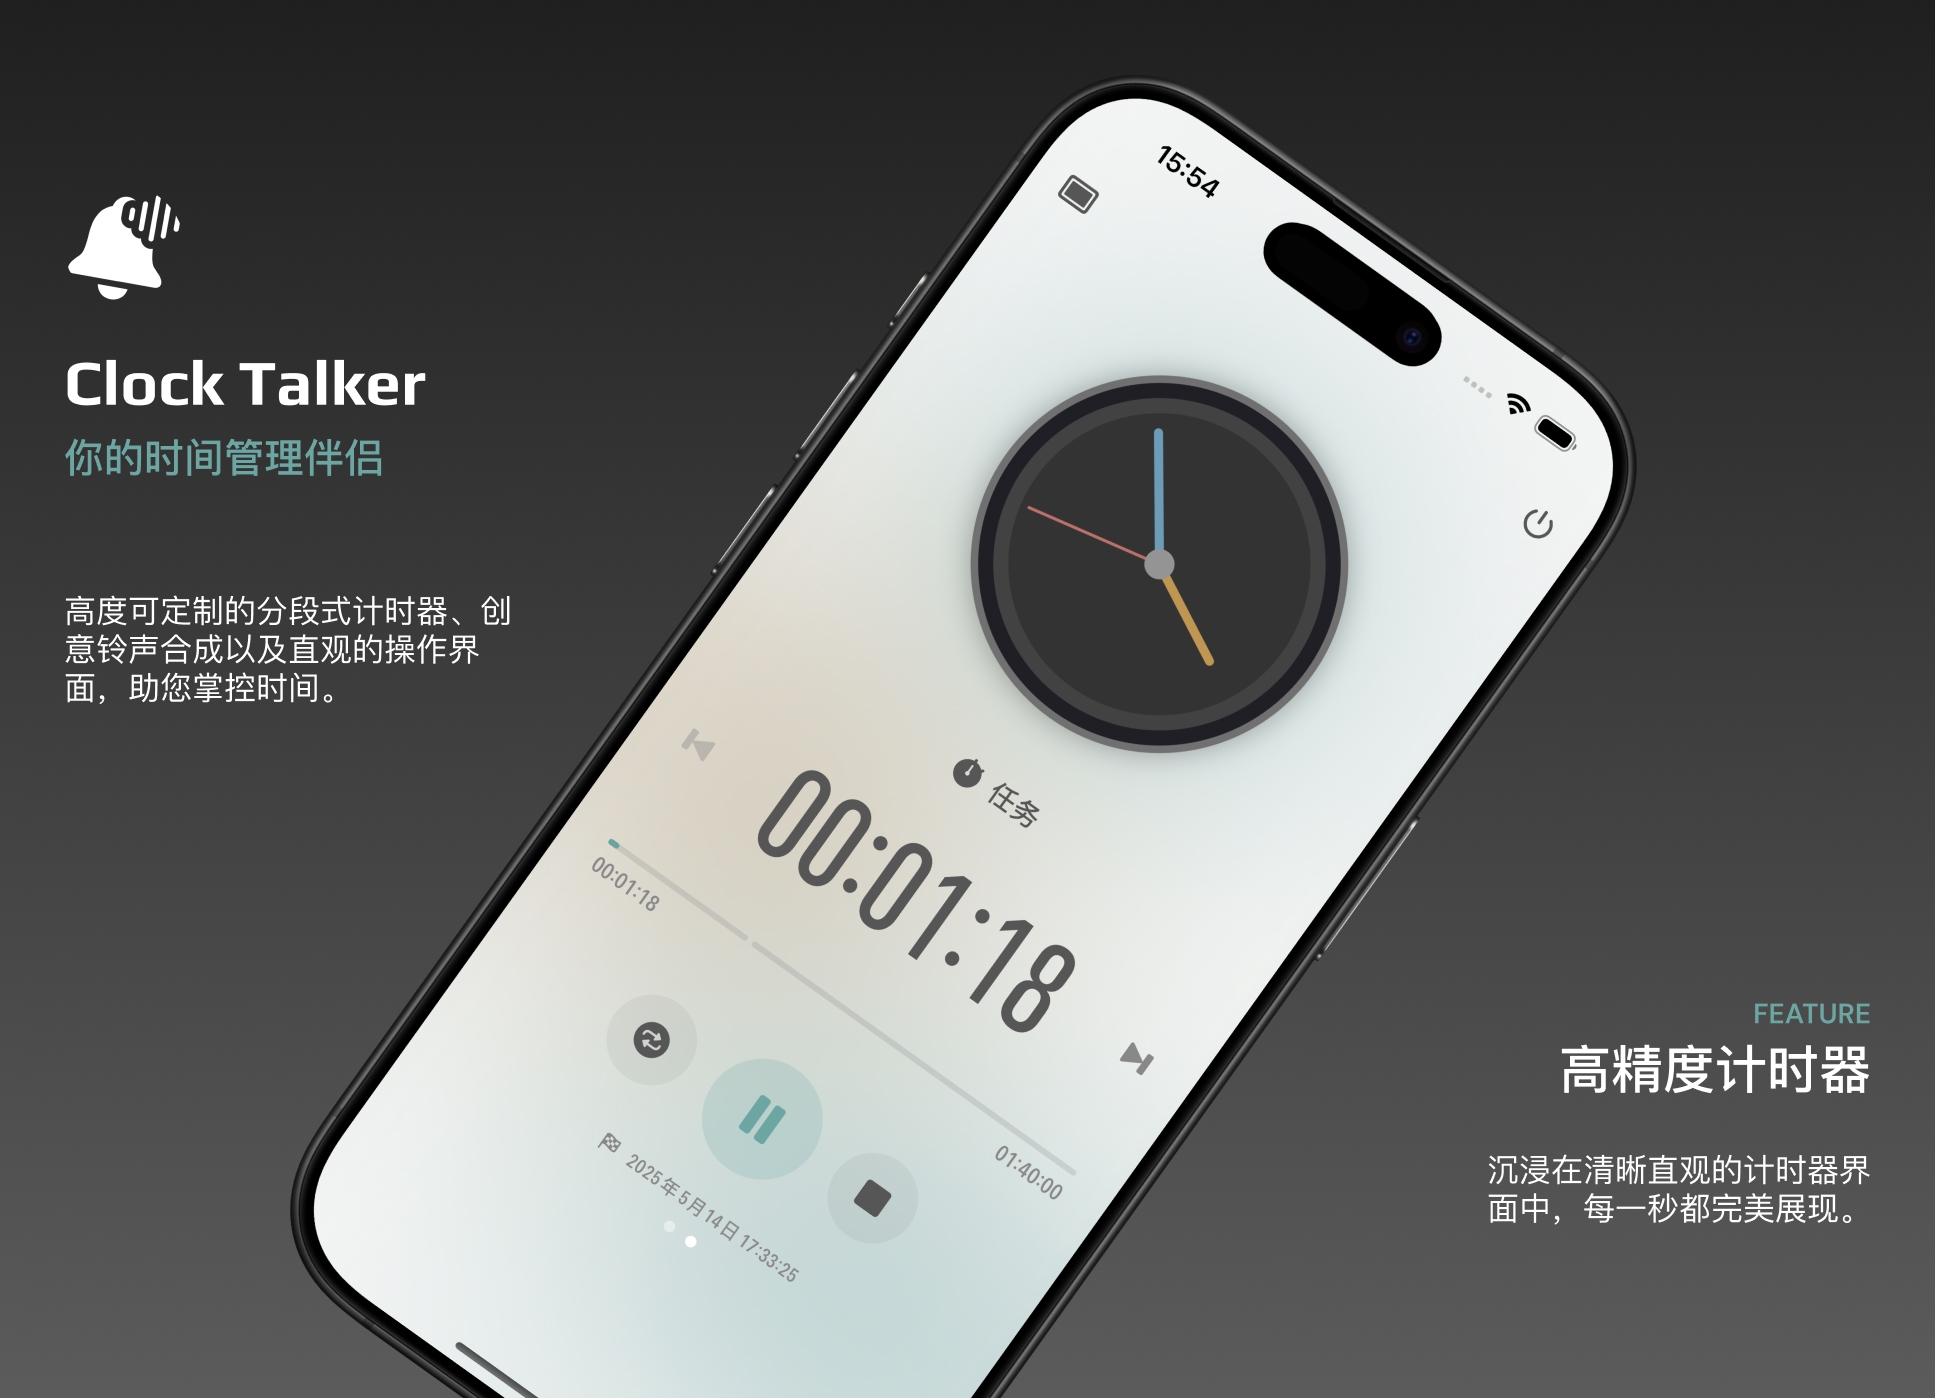 Clock Talker
你的时间管理伴侣
高度可定制的分段式计时器、创
意铃声合成以及直观的操作界
面，助您掌控时间。
15:54
任务
00:01:18
00:01:18
01:40:00
2025年5月14日 17:33:25
FEATURE
高精度计时器
沉浸在清晰直观的计时器界
面中，每一秒都完美展现。